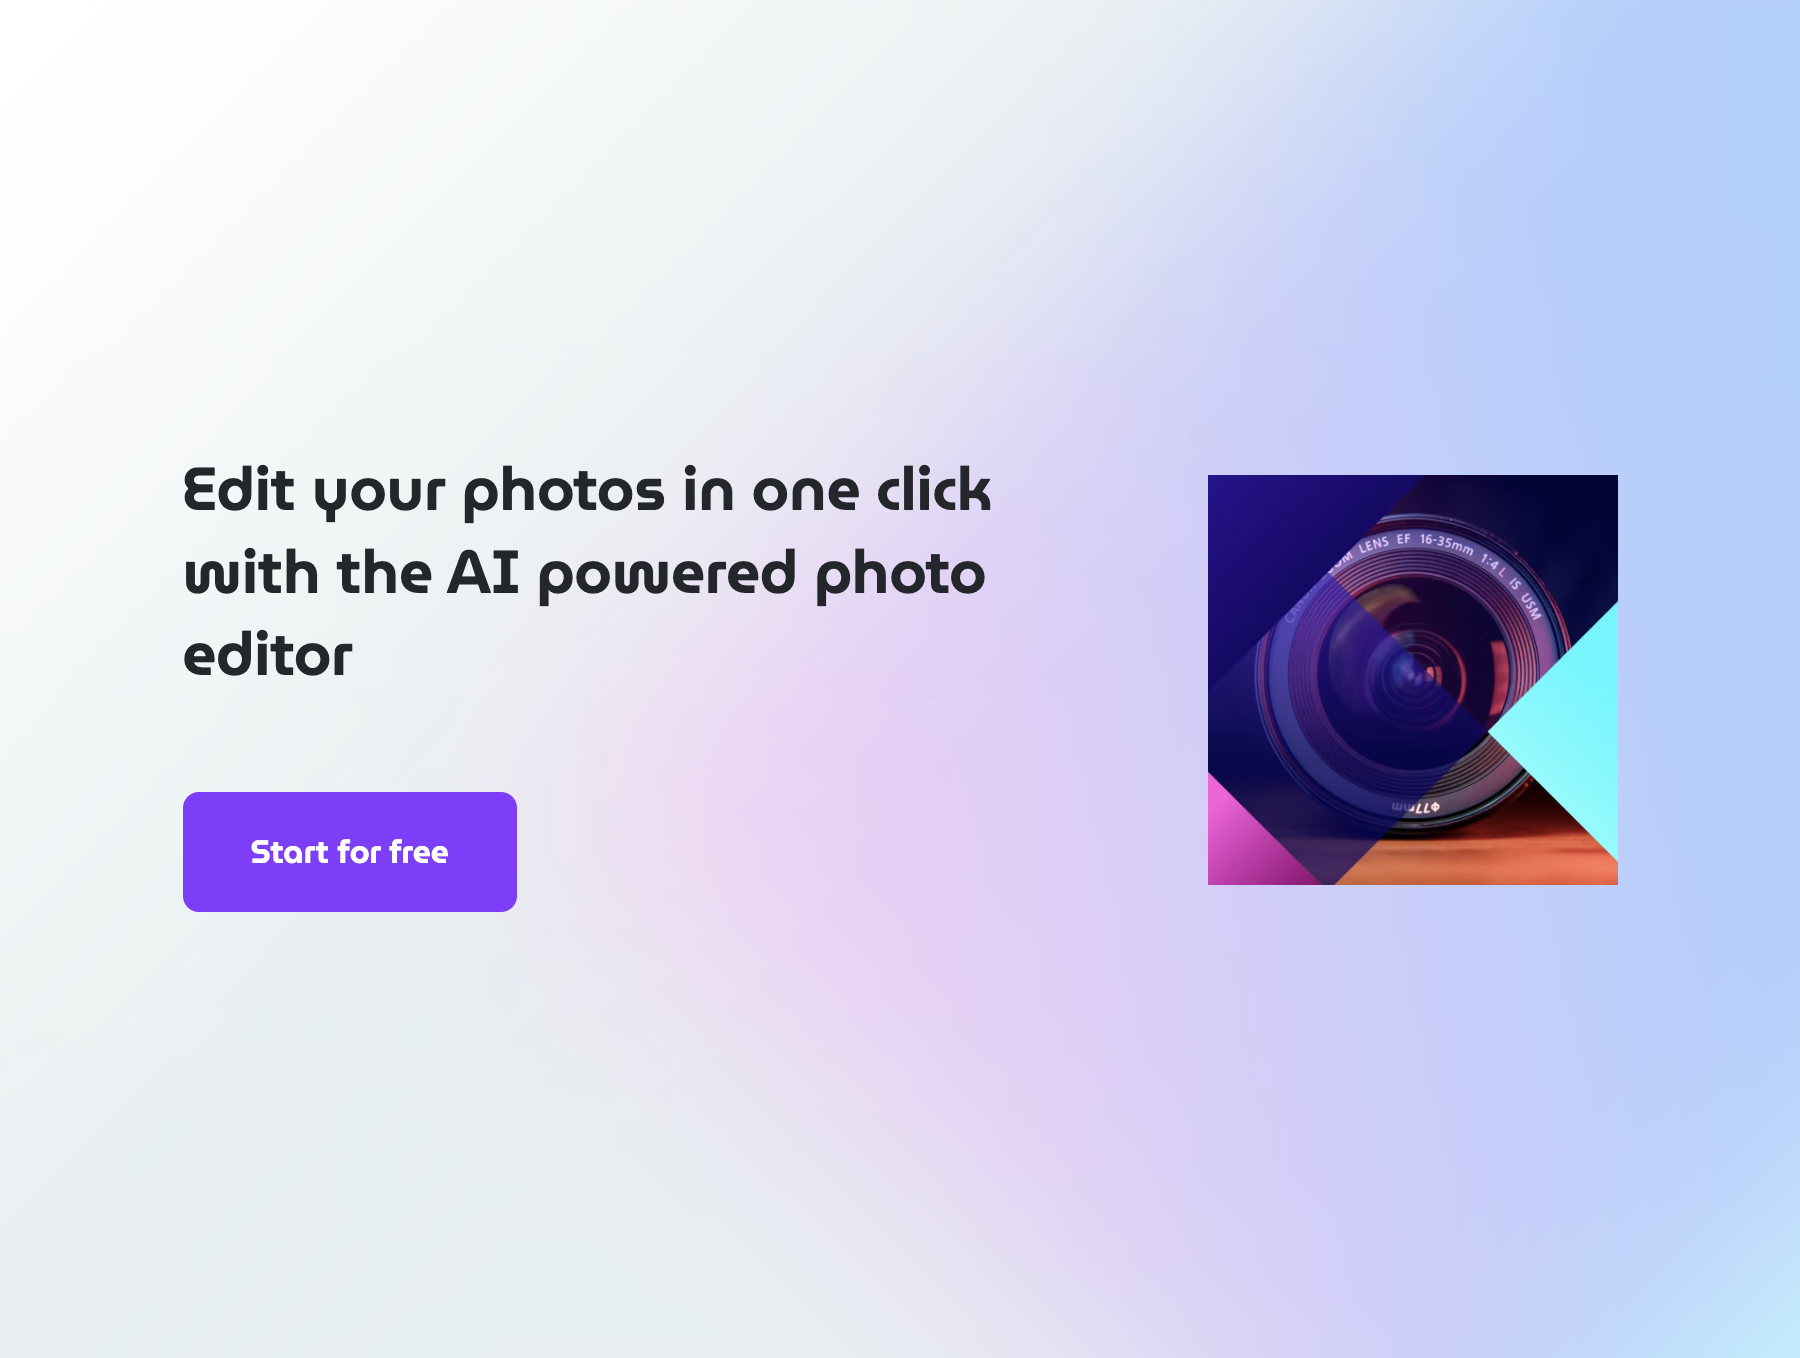 Edit your photos in one click
with the AI powered photo
editor
Start for free
LENS EF 16-35mm 1:4 L IS USM
Φ77mm